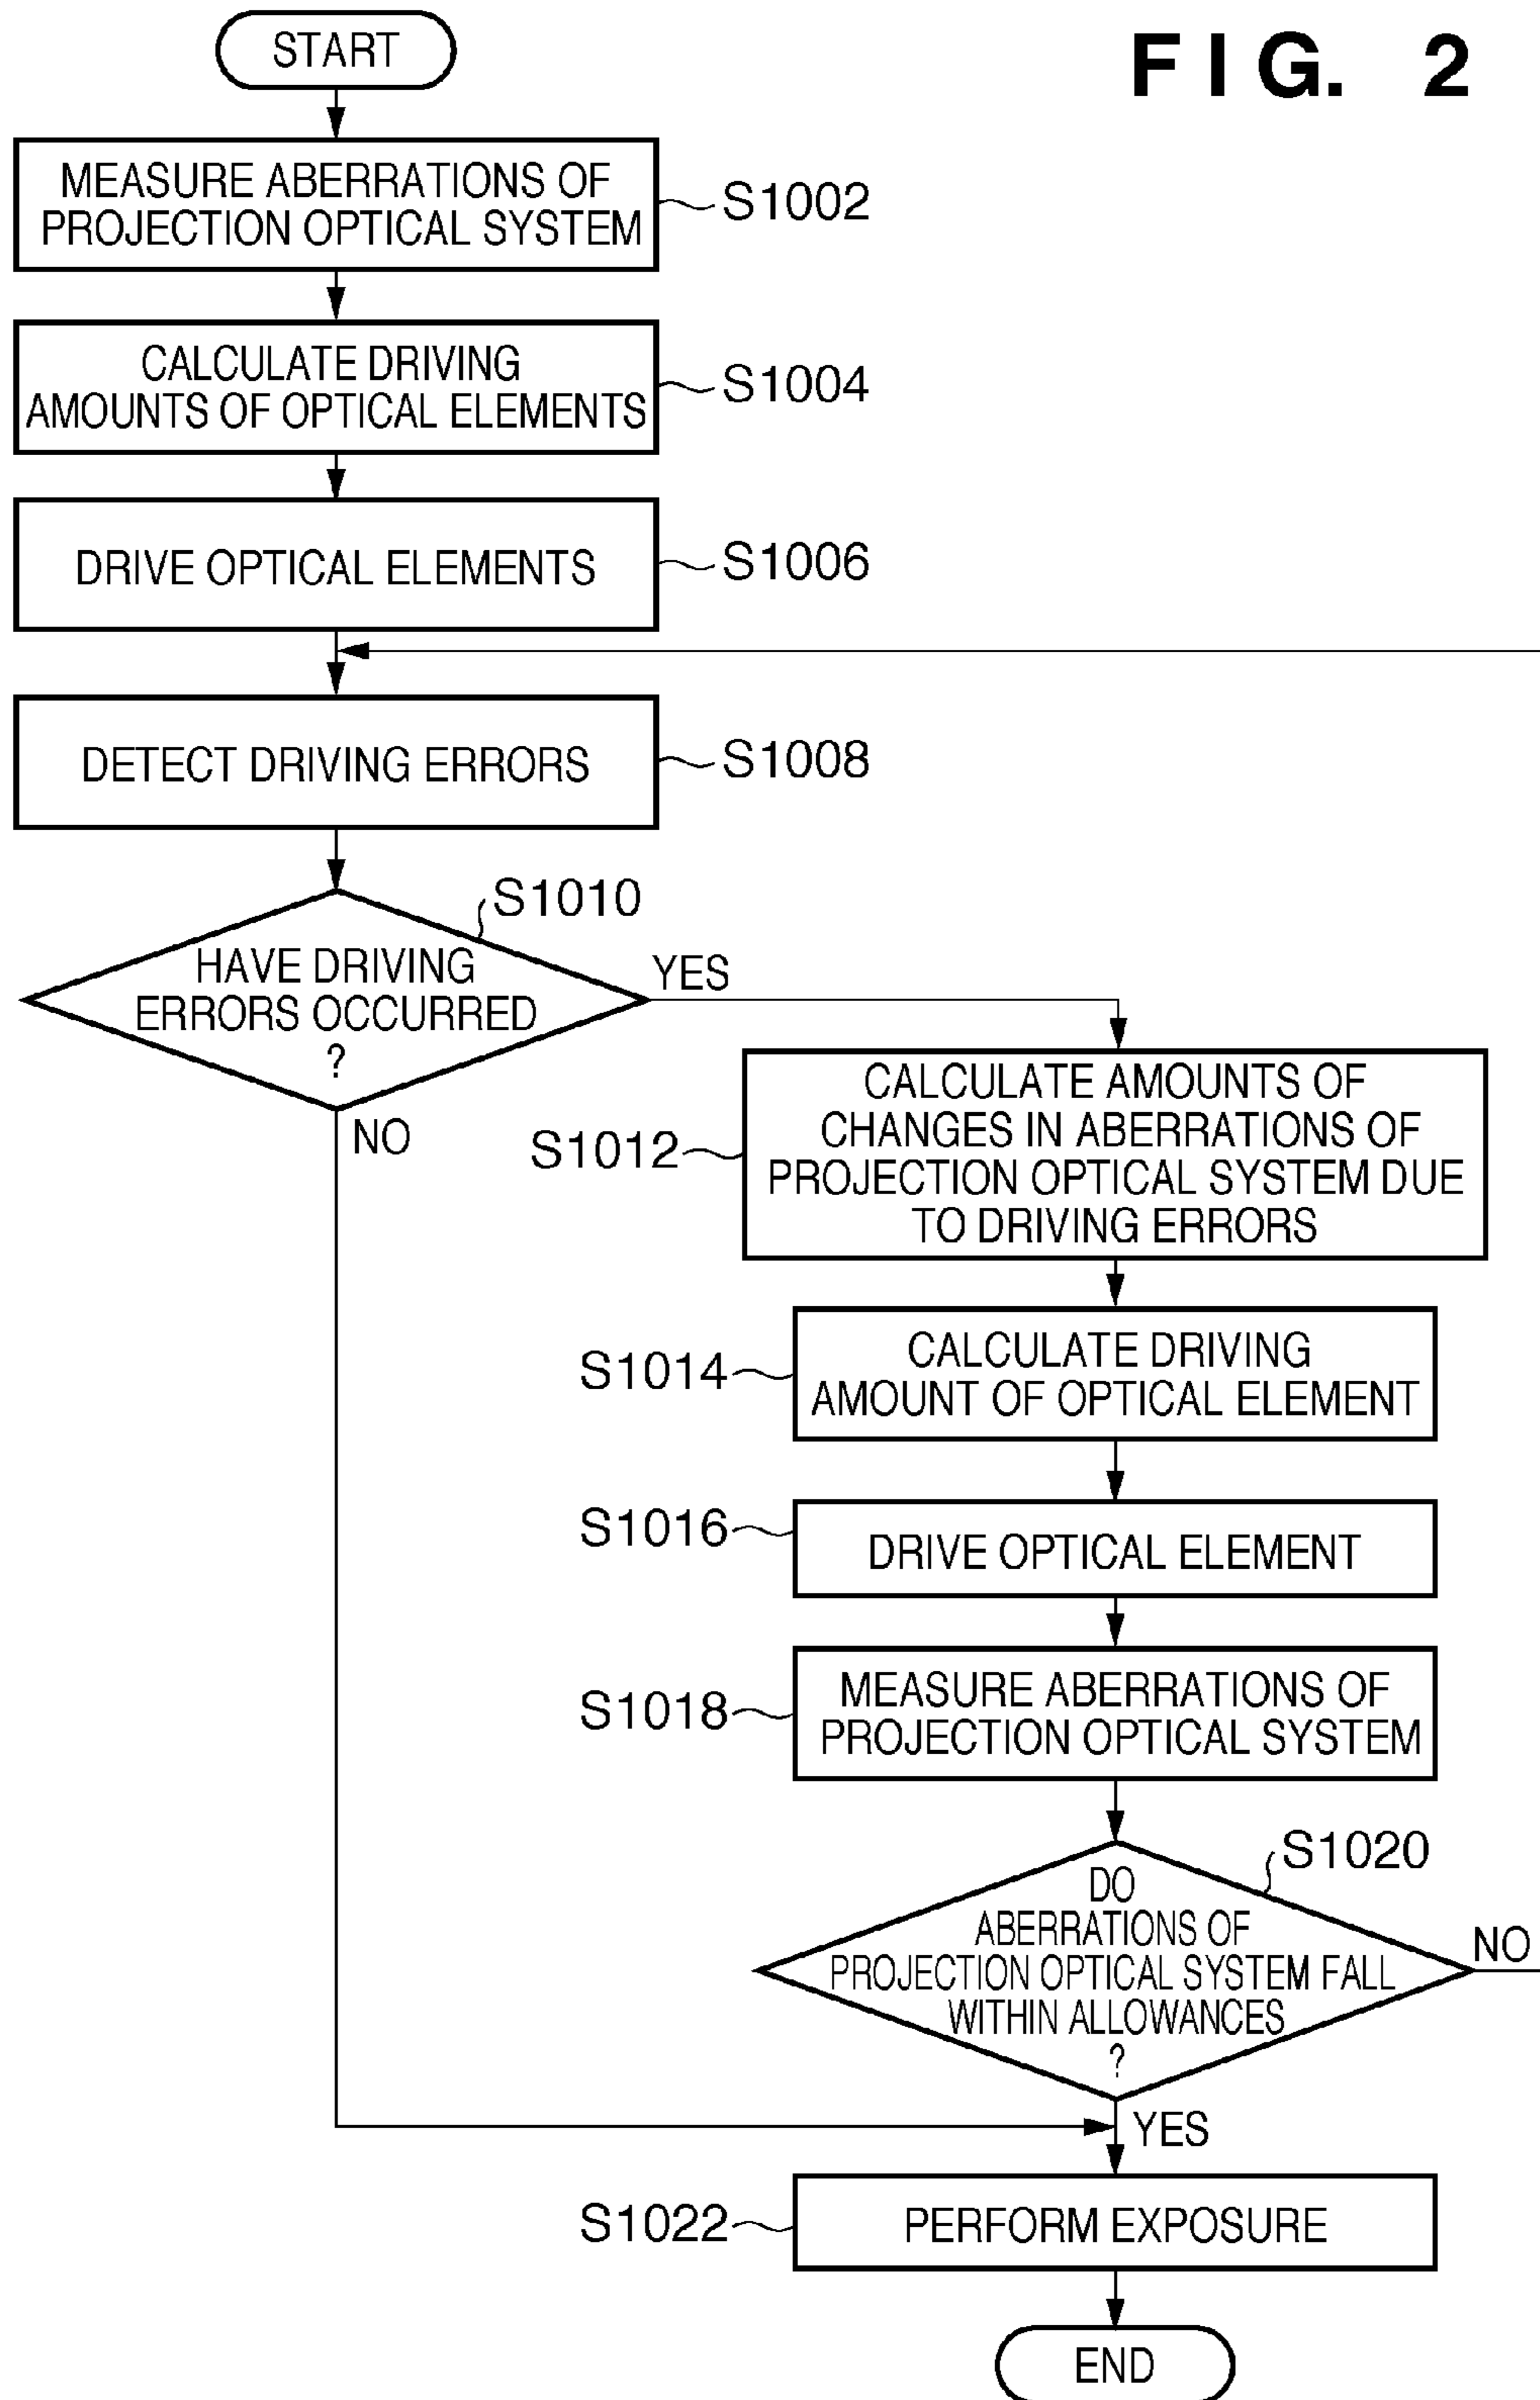 FIG. 2
START
MEASURE ABERRATIONS OF
PROJECTION OPTICAL SYSTEM
S1002
CALCULATE DRIVING
AMOUNTS OF OPTICAL ELEMENTS
S1004
DRIVE OPTICAL ELEMENTS
S1006
DETECT DRIVING ERRORS
S1008
S1010
HAVE DRIVING
ERRORS OCCURRED
?
YES
NO
S1012
CALCULATE AMOUNTS OF
CHANGES IN ABERRATIONS OF
PROJECTION OPTICAL SYSTEM DUE
TO DRIVING ERRORS
S1014
CALCULATE DRIVING
AMOUNT OF OPTICAL ELEMENT
S1016
DRIVE OPTICAL ELEMENT
S1018
MEASURE ABERRATIONS OF
PROJECTION OPTICAL SYSTEM
S1020
DO
ABERRATIONS OF
PROJECTION OPTICAL SYSTEM FALL
WITHIN ALLOWANCES
?
NO
YES
S1022
PERFORM EXPOSURE
END